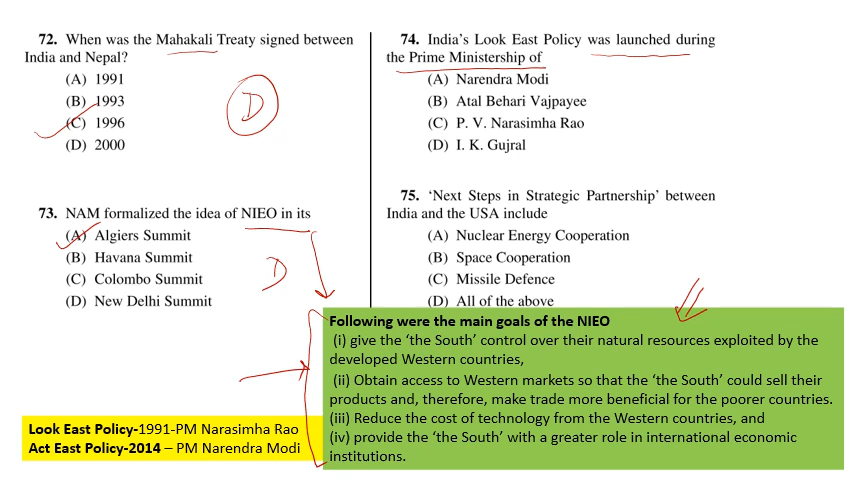 72. When was the Mahakali Treaty signed between
India and Nepal?
(A) 1991
(B) 1993
(C) 1996
(D) 2000
D
73. NAM formalized the idea of NIEO in its
(A) Algiers Summit
(B) Havana Summit
(C) Colombo Summit
(D) New Delhi Summit
D
74. India's Look East Policy was launched during
the Prime Ministership of
(A) Narendra Modi
(B) Atal Behari Vajpayee
(C) P. V. Narasimha Rao
(D) I. K. Gujral
75. ‘Next Steps in Strategic Partnership’ between
India and the USA include
(A) Nuclear Energy Cooperation
(B) Space Cooperation
(C) Missile Defence
(D) All of the above
Following were the main goals of the NIEO
(i) give the ‘the South’ control over their natural resources exploited by the
developed Western countries,
(ii) Obtain access to Western markets so that the ‘the South’ could sell their
products and, therefore, make trade more beneficial for the poorer countries.
(iii) Reduce the cost of technology from the Western countries, and
(iv) provide the ‘the South’ with a greater role in international economic
institutions.
Look East Policy-1991-PM Narasimha Rao
Act East Policy-2014 – PM Narendra Modi